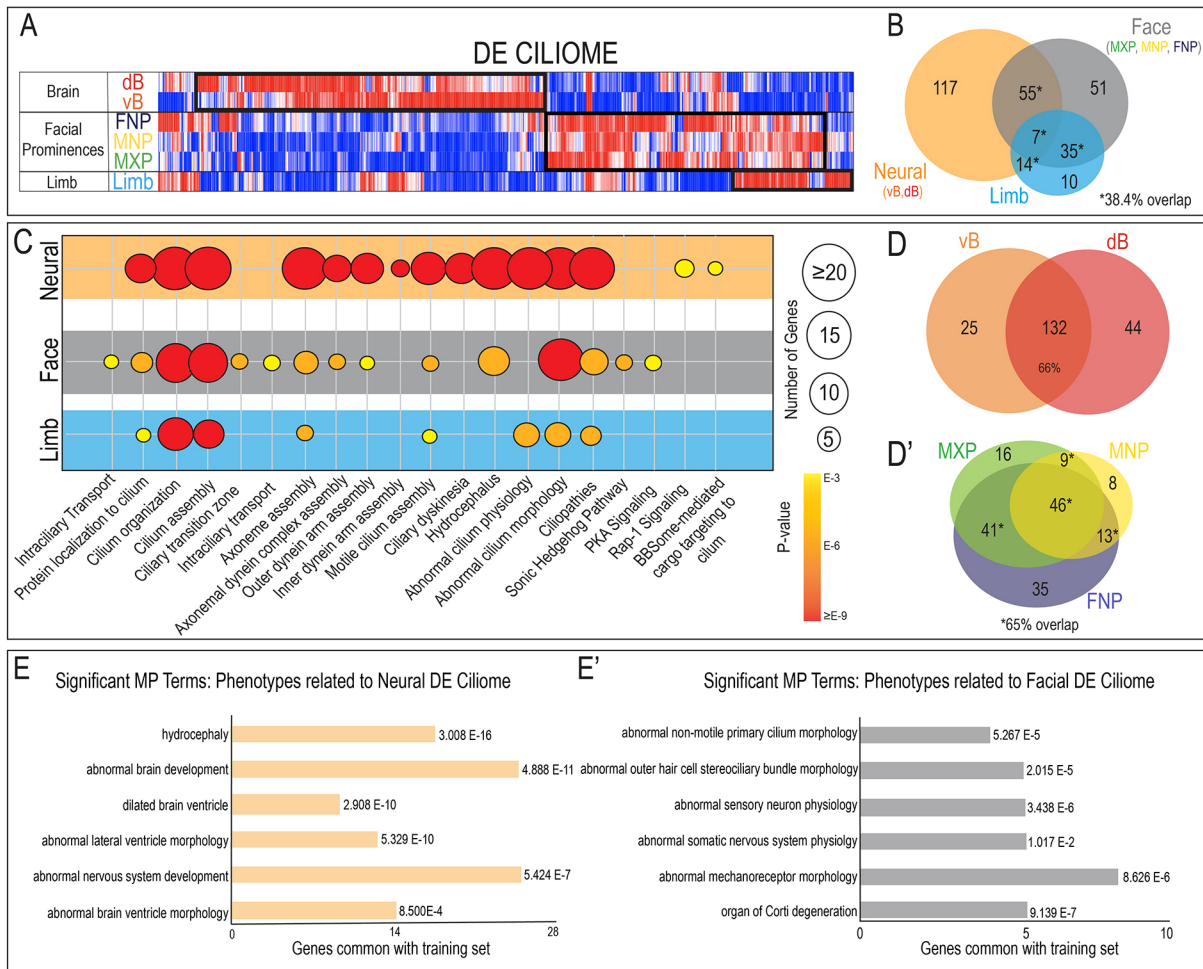 A
DE CILIOME
Brain
dB
vB
Facial
Prominences
FNP
MNP
MXP
Limb
Limb
B
Face
(MXP, MNP, FNP)
117
55*
51
7*
35*
14*
10
Neural
(vB,dB)
Limb
*38.4% overlap
C
Neural
Face
Limb
Intraciliary Transport
Protein localization to cilium
Cilium organization
Cilium assembly
Ciliary transition zone
Intraciliary transport
Axoneme assembly
Axonemal dynein complex assembly
Outer dynein arm assembly
Inner dynein arm assembly
Motile cilium assembly
Ciliary dyskinesia
Hydrocephalus
Abnormal cilium physiology
Abnormal cilium morphology
Ciliopathies
Sonic Hedgehog Pathway
PKA Signaling
Rap-1 Signaling
BBSome-mediated
cargo targeting to
cilium
Number of Genes
≥20
15
10
5
P-value
E-3
E-6
≥E-9
D
vB
dB
25
132
44
66%
D'
MXP
MNP
16
9*
8
46*
41*
13*
35
FNP
*65% overlap
E
Significant MP Terms: Phenotypes related to Neural DE Ciliome
hydrocephaly
3.008 E-16
abnormal brain development
4.888 E-11
dilated brain ventricle
2.908 E-10
abnormal lateral ventricle morphology
5.329 E-10
abnormal nervous system development
5.424 E-7
abnormal brain ventricle morphology
8.500E-4
0
14
28
Genes common with training set
E'
Significant MP Terms: Phenotypes related to Facial DE Ciliome
abnormal non-motile primary cilium morphology
5.267 E-5
abnormal outer hair cell stereociliary bundle morphology
2.015 E-5
abnormal sensory neuron physiology
3.438 E-6
abnormal somatic nervous system physiolgy
1.017 E-2
abnormal mechanoreceptor morphology
8.626 E-6
organ of Corti degeneration
9.139 E-7
0
5
10
Genes common with training set